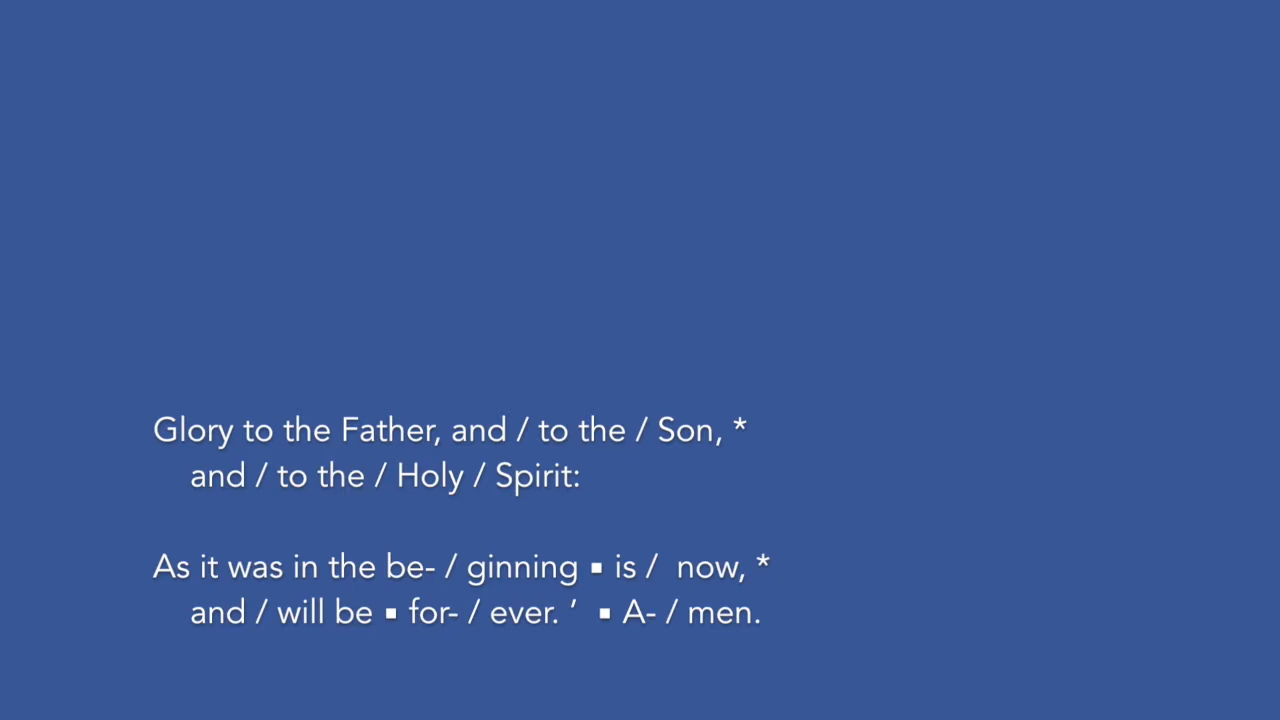 Glory to the Father, and / to the / Son, *
and / to the / Holy / Spirit:
As it was in the be- / ginning ▪ is /  now, *
and / will be ▪ for- / ever. ’  ▪ A- / men.